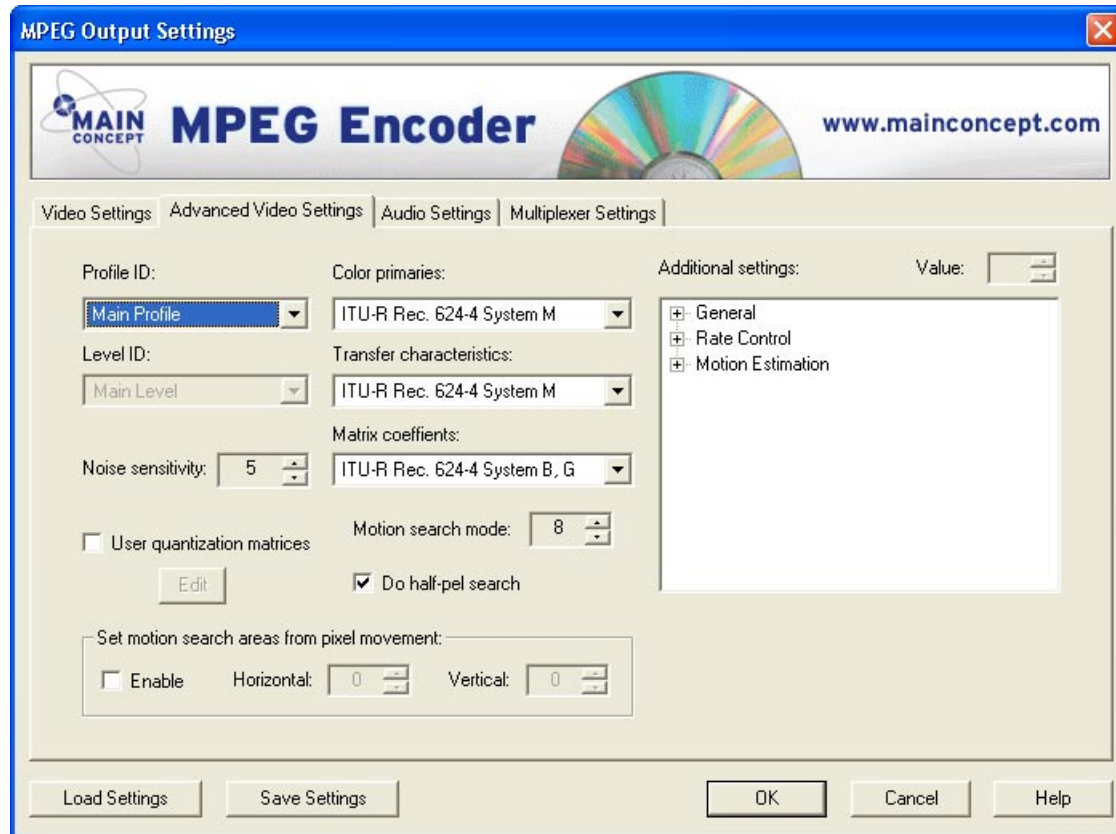 MPEG Output Settings
MAIN CONCEPT
MPEG Encoder
www.mainconcept.com
Video Settings
Advanced Video Settings
Audio Settings
Multiplexer Settings
Profile ID:
Main Profile
Level ID:
Main Level
Noise sensitivity: 5
User quantization matrices
Edit
Color primaries:
ITU-R Rec. 624-4 System M
Transfer characteristics:
ITU-R Rec. 624-4 System M
Matrix coeffients:
ITU-R Rec. 624-4 System B, G
Motion search mode: 8
Do half-pel search
Set motion search areas from pixel movement:
Enable
Horizontal: 0
Vertical: 0
Additional settings:
Value:
General
Rate Control
Motion Estimation
Load Settings
Save Settings
OK
Cancel
Help